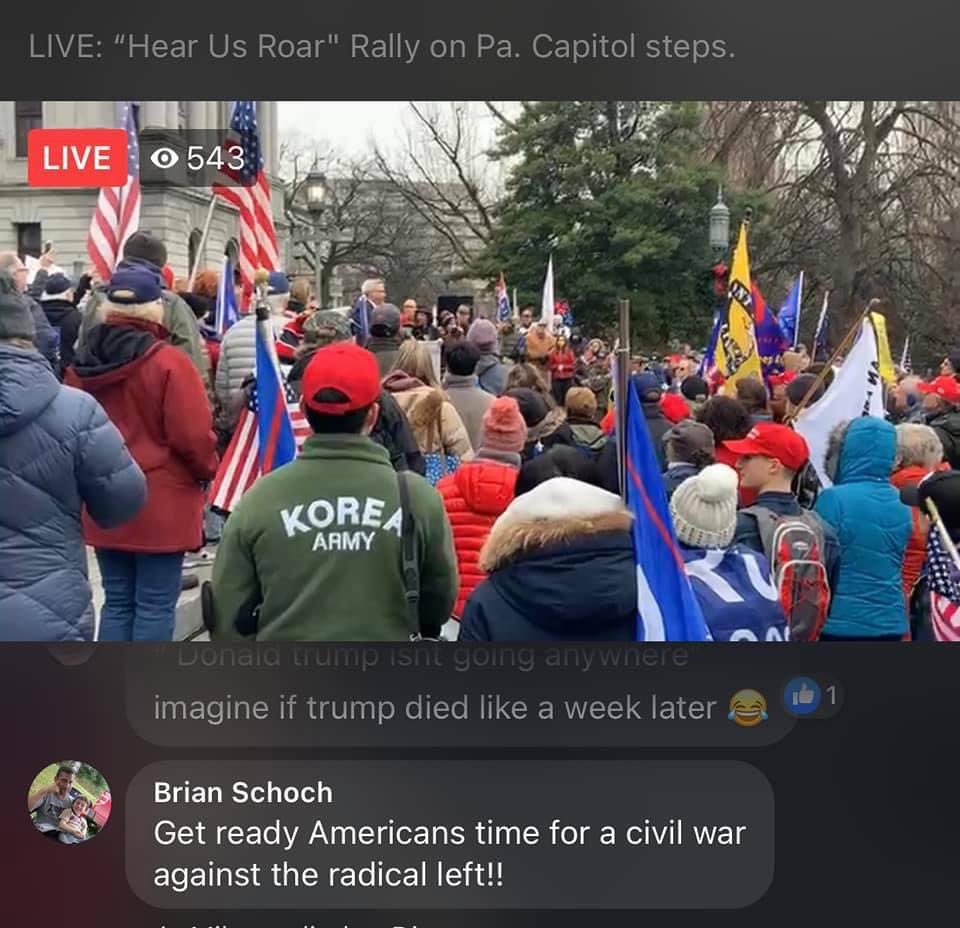 LIVE: “Hear Us Roar" Rally on Pa. Capitol steps.
LIVE
543
KOREA
ARMY
" Donald trump isnt going anywhere"
imagine if trump died like a week later 😂
1
Brian Schoch
Get ready Americans time for a civil war
against the radical left!!